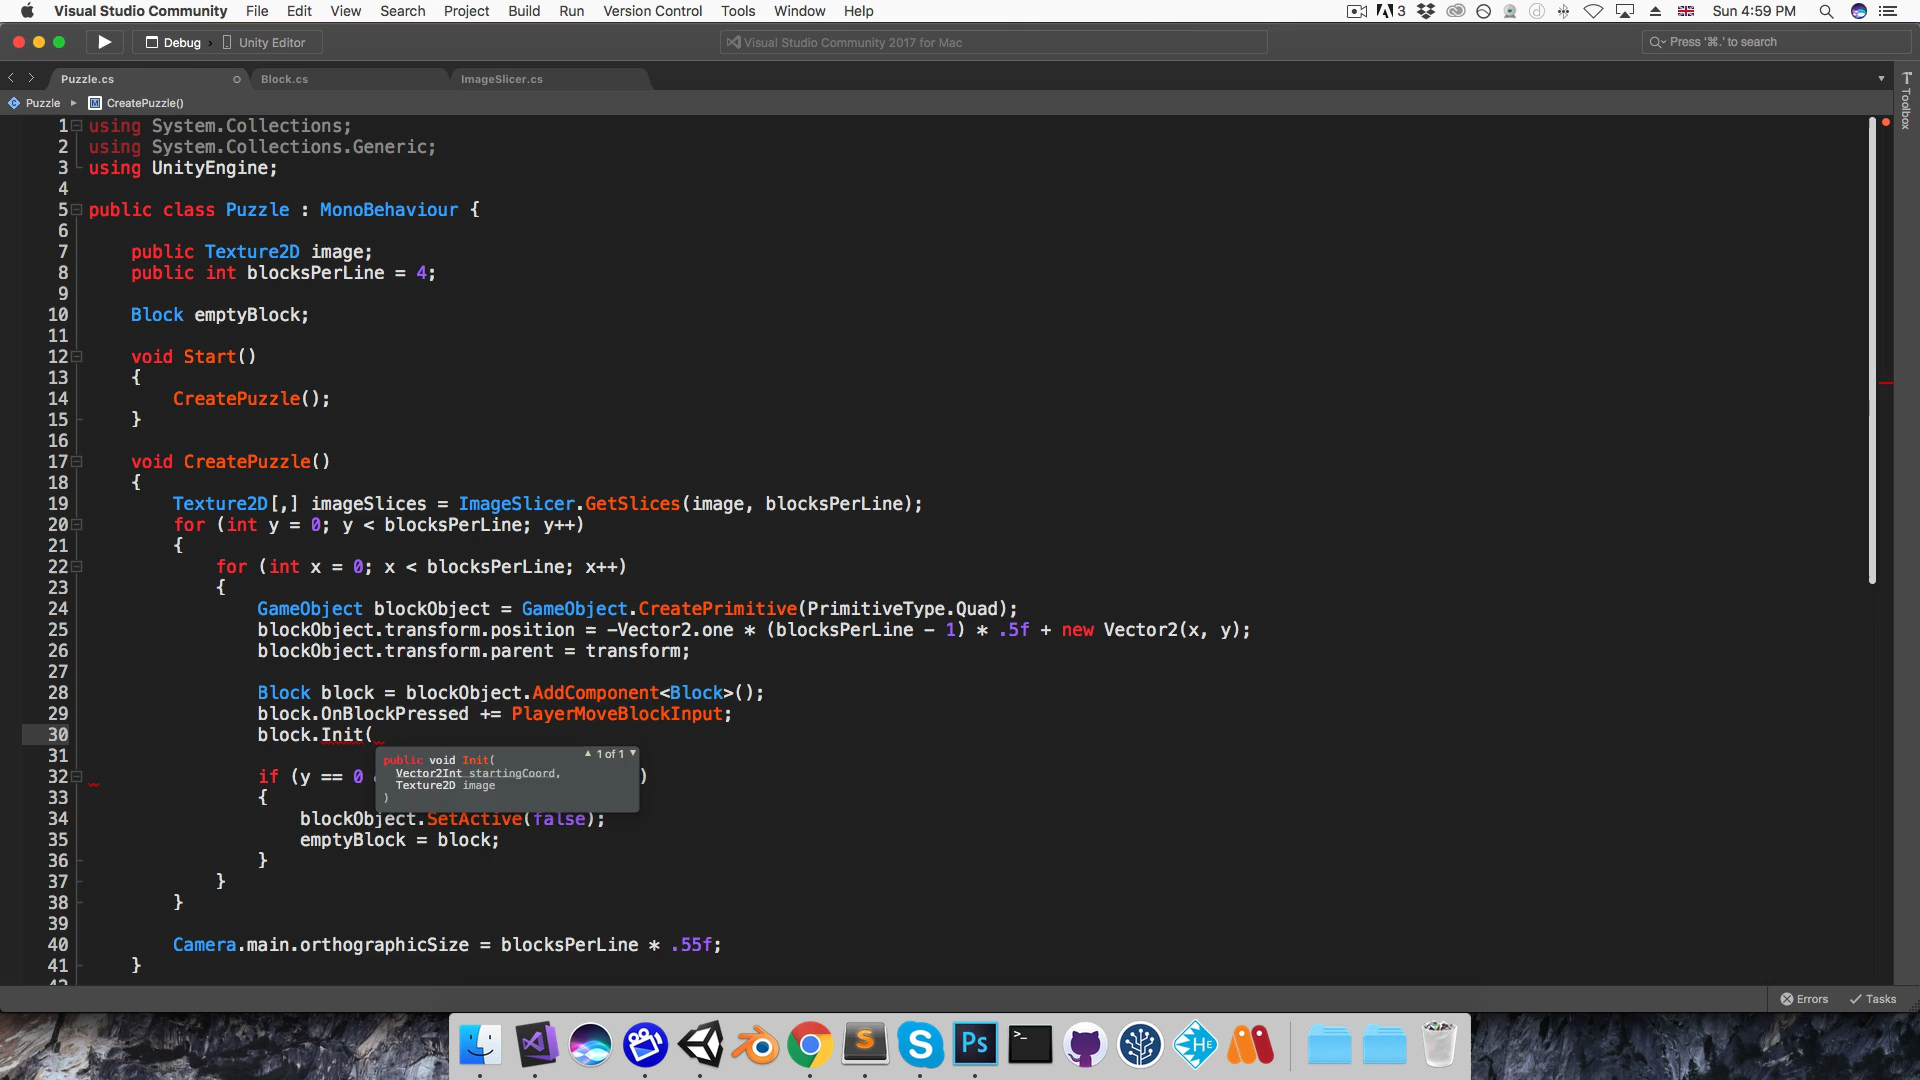 Visual Studio Community File Edit View Search Project Build Run Version Control Tools Window Help 3 Sun 4:59 PM
Debug › Unity Editor Visual Studio Community 2017 for Mac Press '⌘.' to search
Puzzle.cs Block.cs ImageSlicer.cs
Toolbox
Puzzle CreatePuzzle()
1 using System.Collections;
2 using System.Collections.Generic;
3 using UnityEngine;
4
5 public class Puzzle : MonoBehaviour {
6
7 public Texture2D image;
8 public int blocksPerLine = 4;
9
10 Block emptyBlock;
11
12 void Start()
13 {
14 CreatePuzzle();
15 }
16
17 void CreatePuzzle()
18 {
19 Texture2D[,] imageSlices = ImageSlicer.GetSlices(image, blocksPerLine);
20 for (int y = 0; y < blocksPerLine; y++)
21 {
22 for (int x = 0; x < blocksPerLine; x++)
23 {
24 GameObject blockObject = GameObject.CreatePrimitive(PrimitiveType.Quad);
25 blockObject.transform.position = -Vector2.one * (blocksPerLine - 1) * .5f + new Vector2(x, y);
26 blockObject.transform.parent = transform;
27
28 Block block = blockObject.AddComponent<Block>();
29 block.OnBlockPressed += PlayerMoveBlockInput;
30 block.Init(
31
1 of 1
public void Init(
Vector2Int startingCoord,
Texture2D image
)
32 if (y == 0 )
33 {
34 blockObject.SetActive(false);
35 emptyBlock = block;
36 }
37 }
38 }
39
40 Camera.main.orthographicSize = blocksPerLine * .55f;
41 }
42
Errors Tasks
S S Ps >_ HE